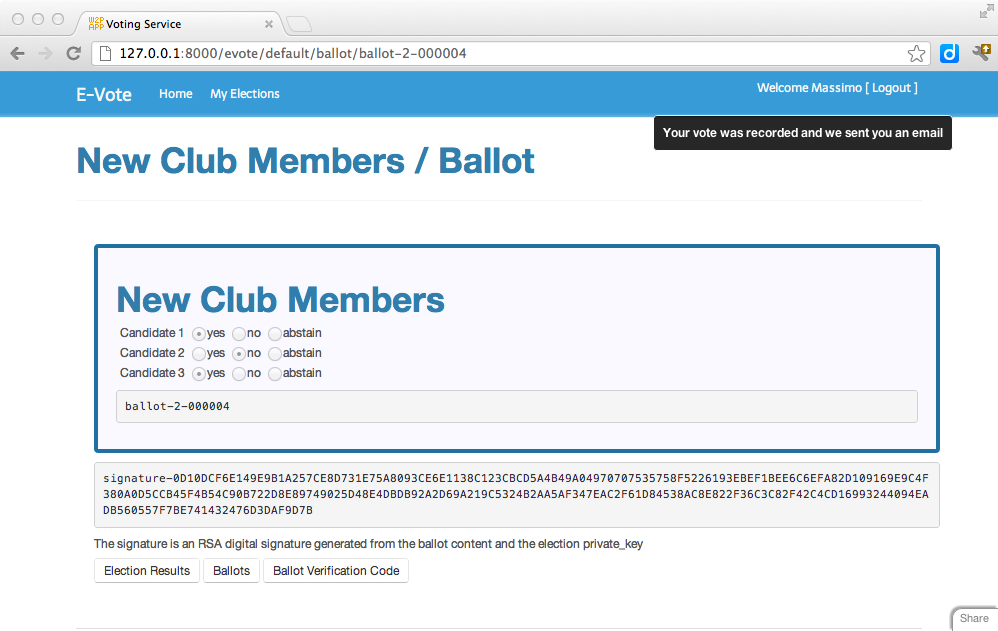 Voting Service
127.0.0.1:8000/evote/default/ballot/ballot-2-000004
E-Vote Home My Elections Welcome Massimo [ Logout ]
Your vote was recorded and we sent you an email
New Club Members / Ballot
New Club Members
Candidate 1 yes no abstain
Candidate 2 yes no abstain
Candidate 3 yes no abstain
ballot-2-000004
signature-0D10DCF6E149E9B1A257CE8D731E75A8093CE6E1138C123CBCD5A4B49A04970707535758F5226193EBEF1BEE6C6EFA82D109169E9C4F
380A0D5CCB45F4B54C90B722D8E89749025D48E4DBDB92A2D69A219C5324B2AA5AF347EAC2F61D84538AC8E822F36C3C82F42C4CD16993244094EA
DB560557F7BE741432476D3DAF9D7B
The signature is an RSA digital signature generated from the ballot content and the election private_key
Election Results Ballots Ballot Verification Code
Share